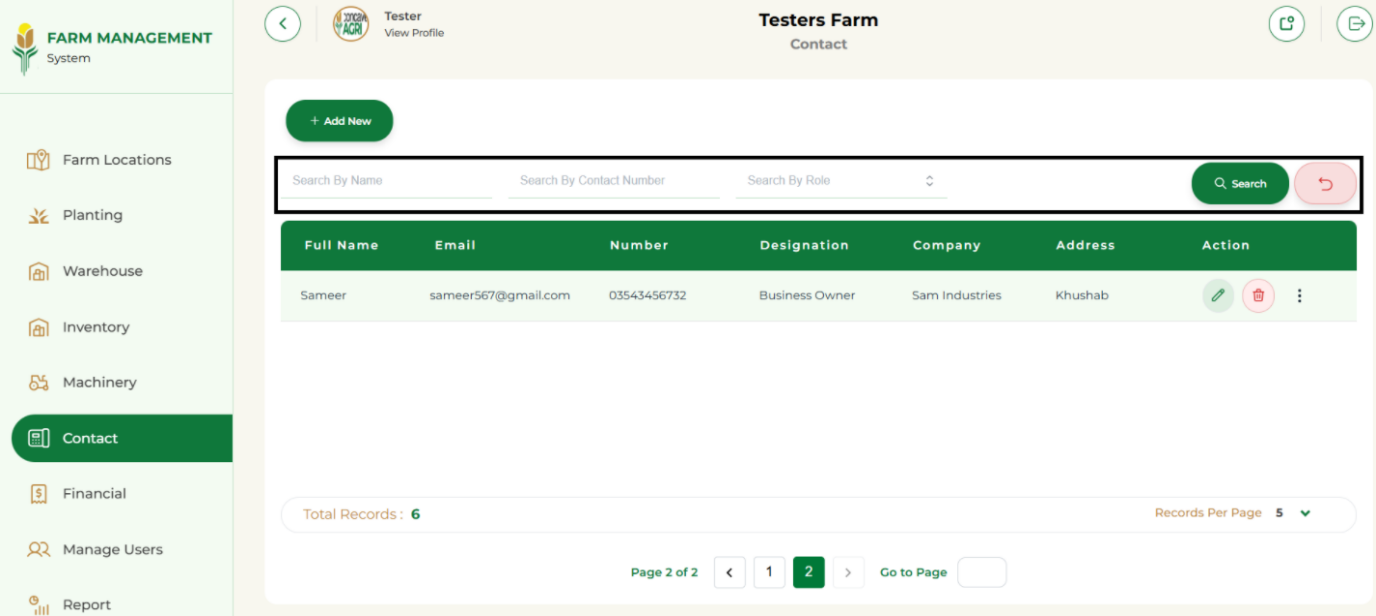 FARM MANAGEMENT
System
Tester
View Profile
Testers Farm
Contact
Farm Locations
Planting
Warehouse
Inventory
Machinery
Contact
Financial
Manage Users
Report
+ Add New
Search By Name Search By Contact Number Search By Role Search
Full Name Email Number Designation Company Address Action
Sameer sameer567@gmail.com 03543456732 Business Owner Sam Industries Khushab
Total Records : 6 Records Per Page 5
Page 2 of 2 < 1 2 > Go to Page